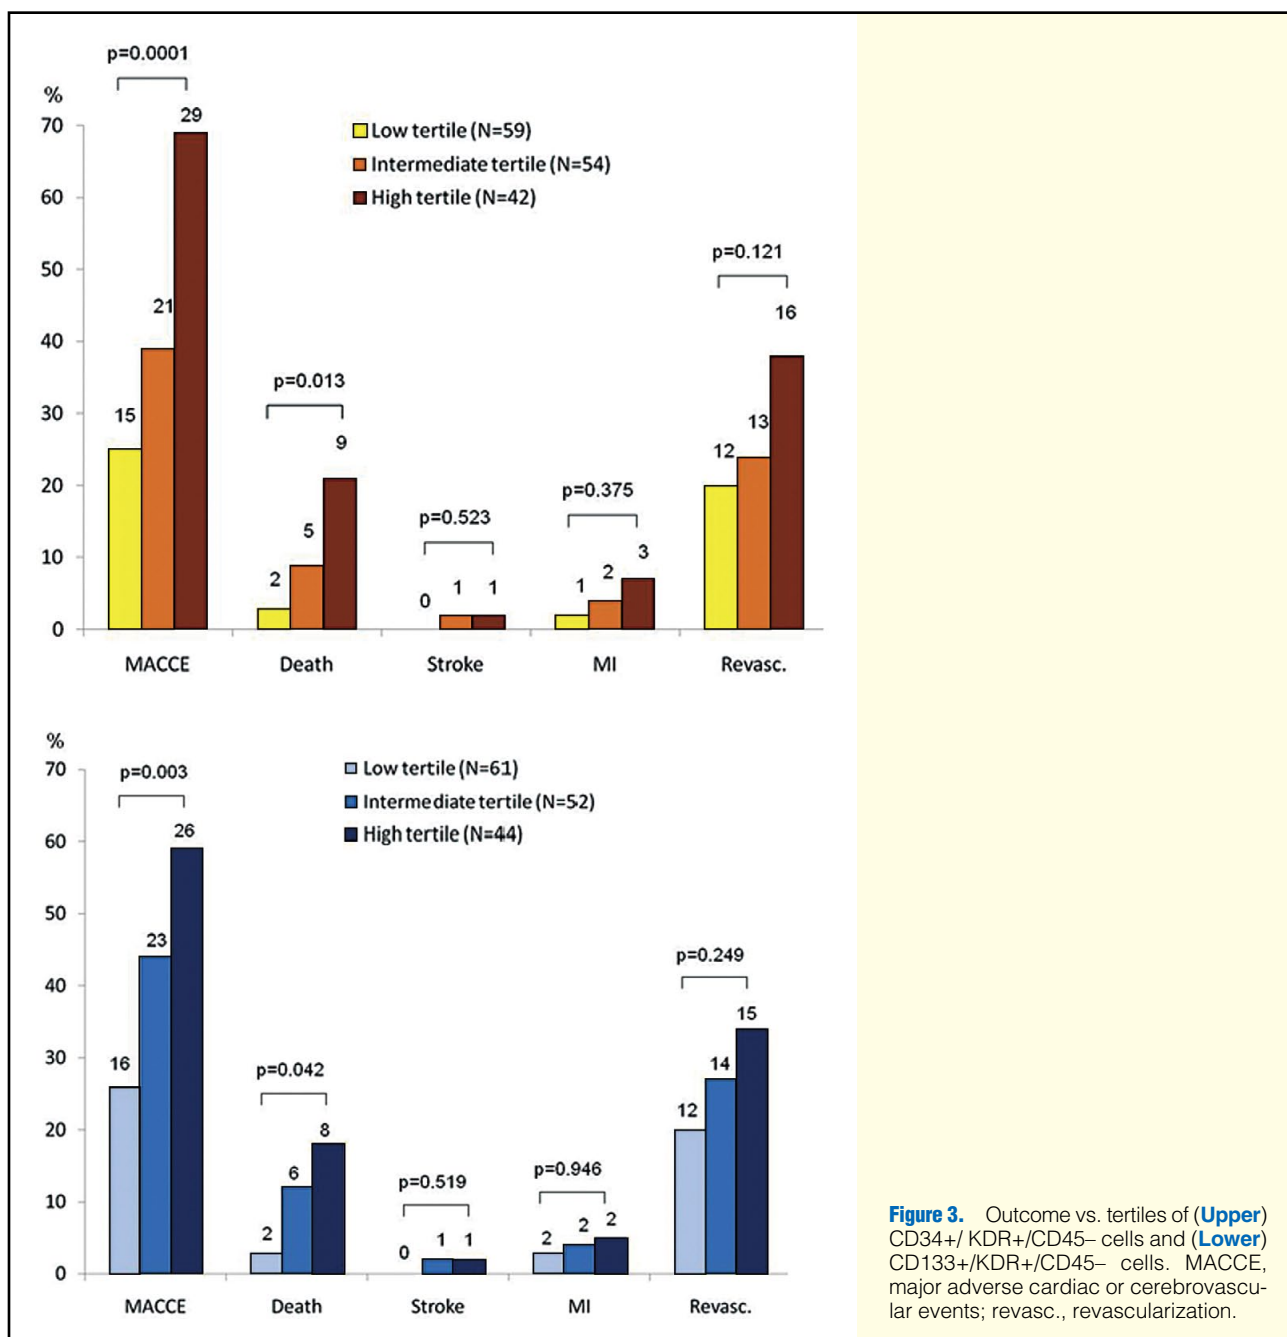 p=0.0001
%
29
70
Low tertile (N=59)
Intermediate tertile (N=54)
60
High tertile (N=42)
p=0.121
50
21
16
40
p=0.013
15
30
9
13
12
20
p=0.375
p=0.523
5
3
10
2
1
2
0
1
1
0
MACCE
Death
Stroke
MI
Revasc.
%
70
Low tertile (N=61)
p=0.003
Intermediate tertile (N=52)
26
High tertile (N=44)
60
50
23
p=0.249
40
15
16
14
30
p=0.042
12
8
20
6
p=0.946
p=0.519
10
2
2
2
2
0
1
1
0
MACCE
Death
Stroke
MI
Revasc.
Figure 3. Outcome vs. tertiles of (Upper)
CD34+/ KDR+/CD45– cells and (Lower)
CD133+/KDR+/CD45– cells. MACCE,
major adverse cardiac or cerebrovascu-
lar events; revasc., revascularization.